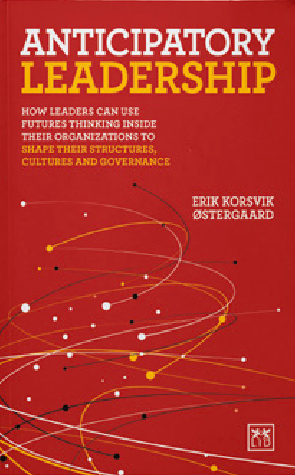 ANTICIPATORY
LEADERSHIP
HOW LEADERS CAN USE
FUTURES THINKING INSIDE
THEIR ORGANIZATIONS TO
SHAPE THEIR STRUCTURES,
CULTURES AND GOVERNANCE
ERIK KORSVIK
ØSTERGAARD
LID